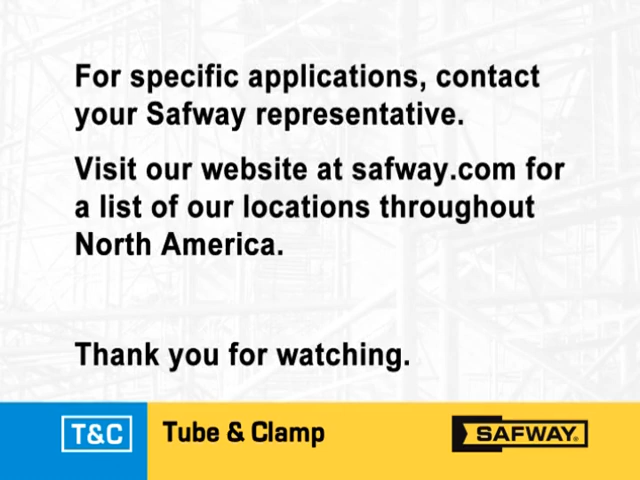 For specific applications, contact
your Safway representative.
Visit our website at safway.com for
a list of our locations throughout
North America.
Thank you for watching.
T&C Tube & Clamp SAFWAY®